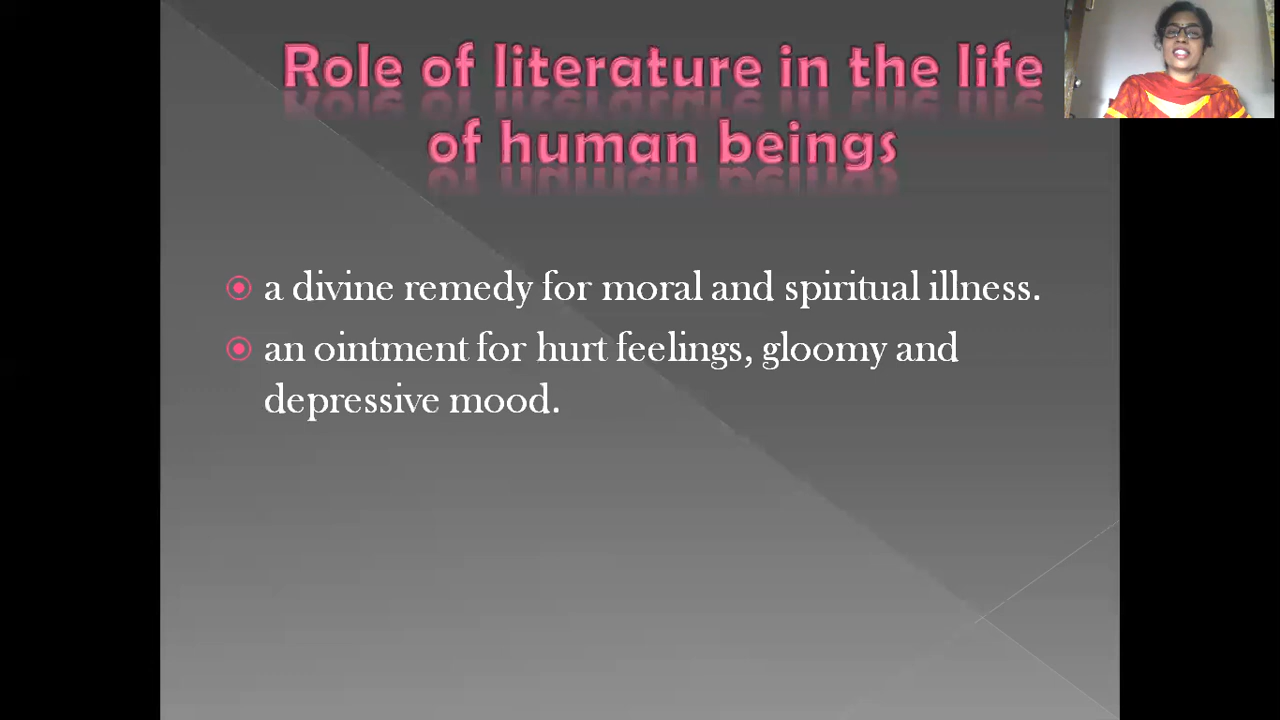 Role of literature in the life
of human beings
a divine remedy for moral and spiritual illness.
an ointment for hurt feelings, gloomy and
depressive mood.